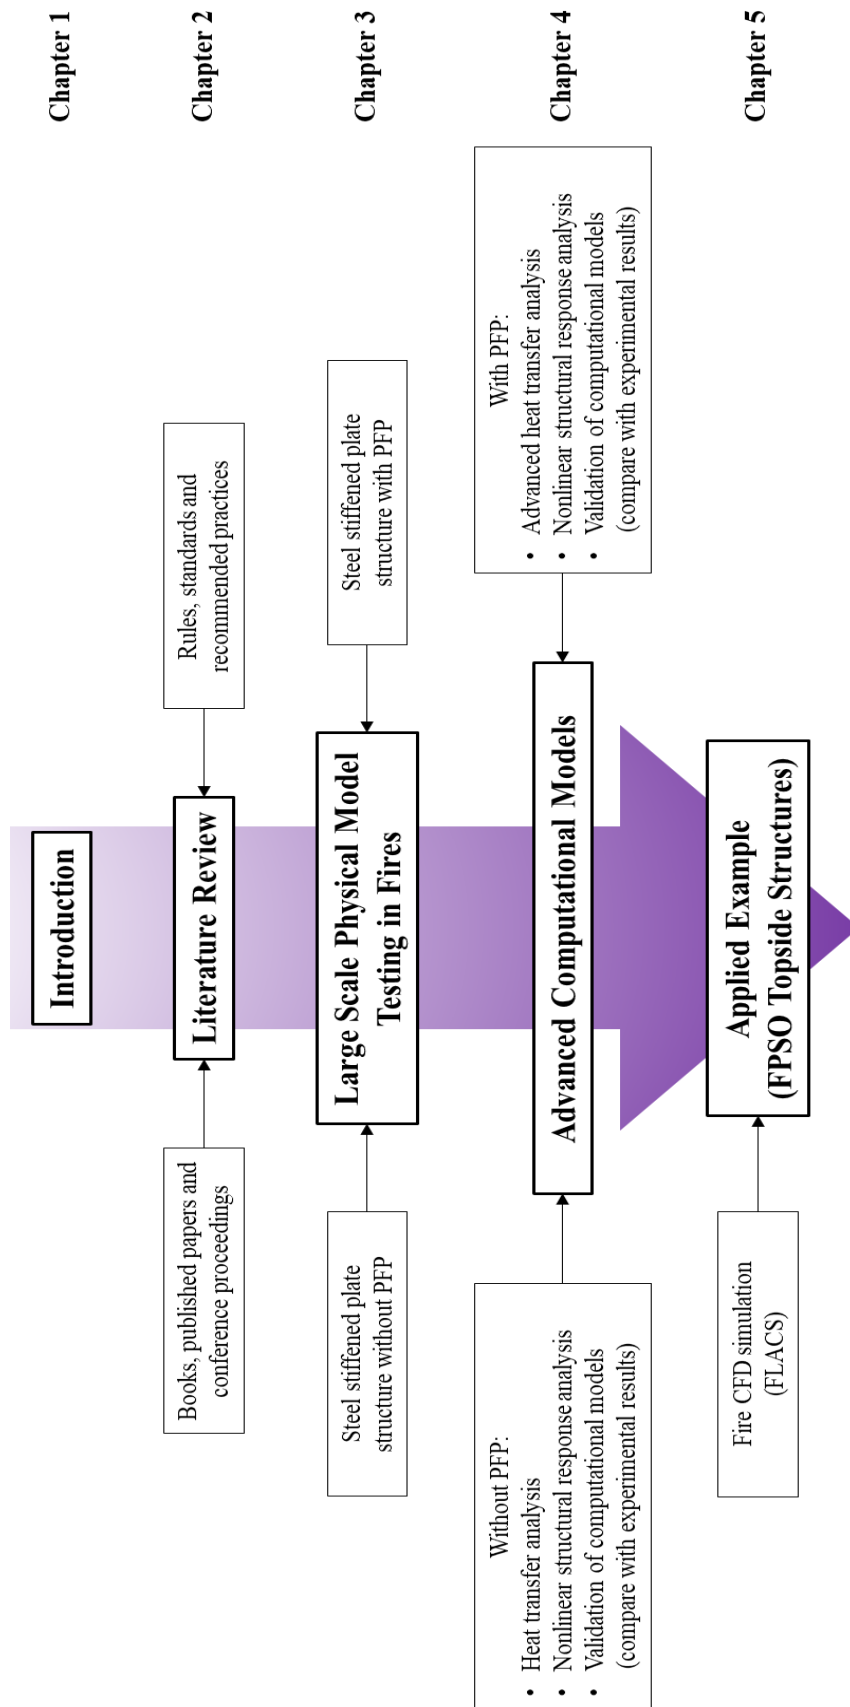 Chapter 1
Introduction
Chapter 2
Books, published papers and
conference proceedings
Literature Review
Rules, standards and
recommended practices
Chapter 3
Steel stiffened plate
structure without PFP
Large Scale Physical Model
Testing in Fires
Steel stiffened plate
structure with PFP
Chapter 4
Without PFP:
• Heat transfer analysis
• Nonlinear structural response analysis
• Validation of computational models
(compare with experimental results)
Advanced Computational Models
With PFP:
• Advanced heat transfer analysis
• Nonlinear structural response analysis
• Validation of computational models
(compare with experimental results)
Chapter 5
Fire CFD simulation
(FLACS)
Applied Example
(FPSO Topside Structures)